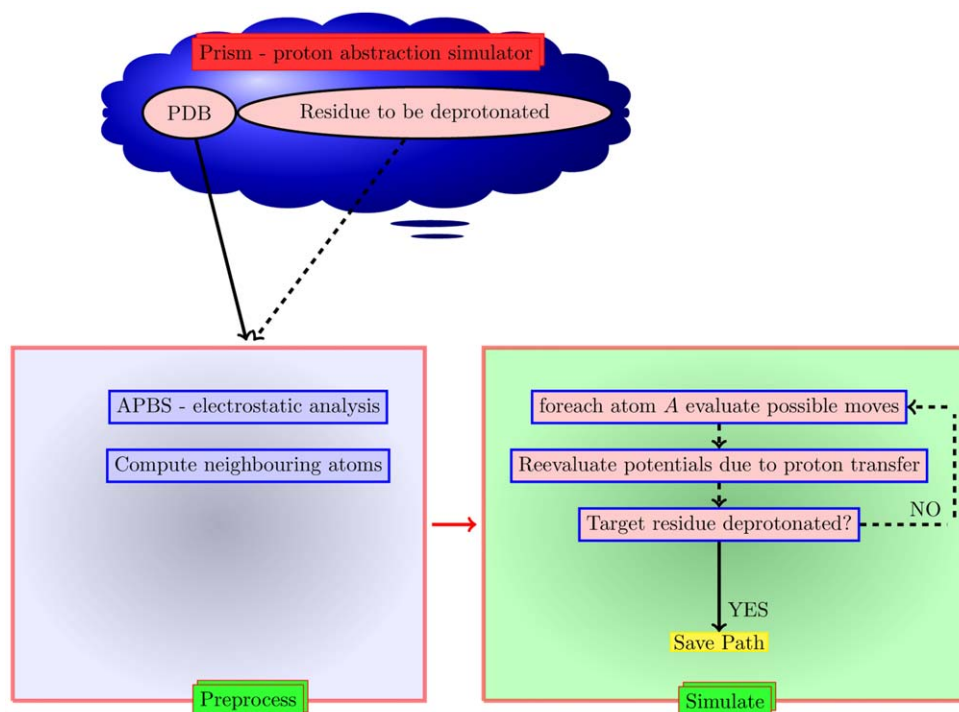 Prism - proton abstraction simulator
PDB
Residue to be deprotonated
APBS - electrostatic analysis
Compute neighbouring atoms
Preprocess
foreach atom A evaluate possible moves
Reevaluate potentials due to proton transfer
Target residue deprotonated?
NO
YES
Save Path
Simulate